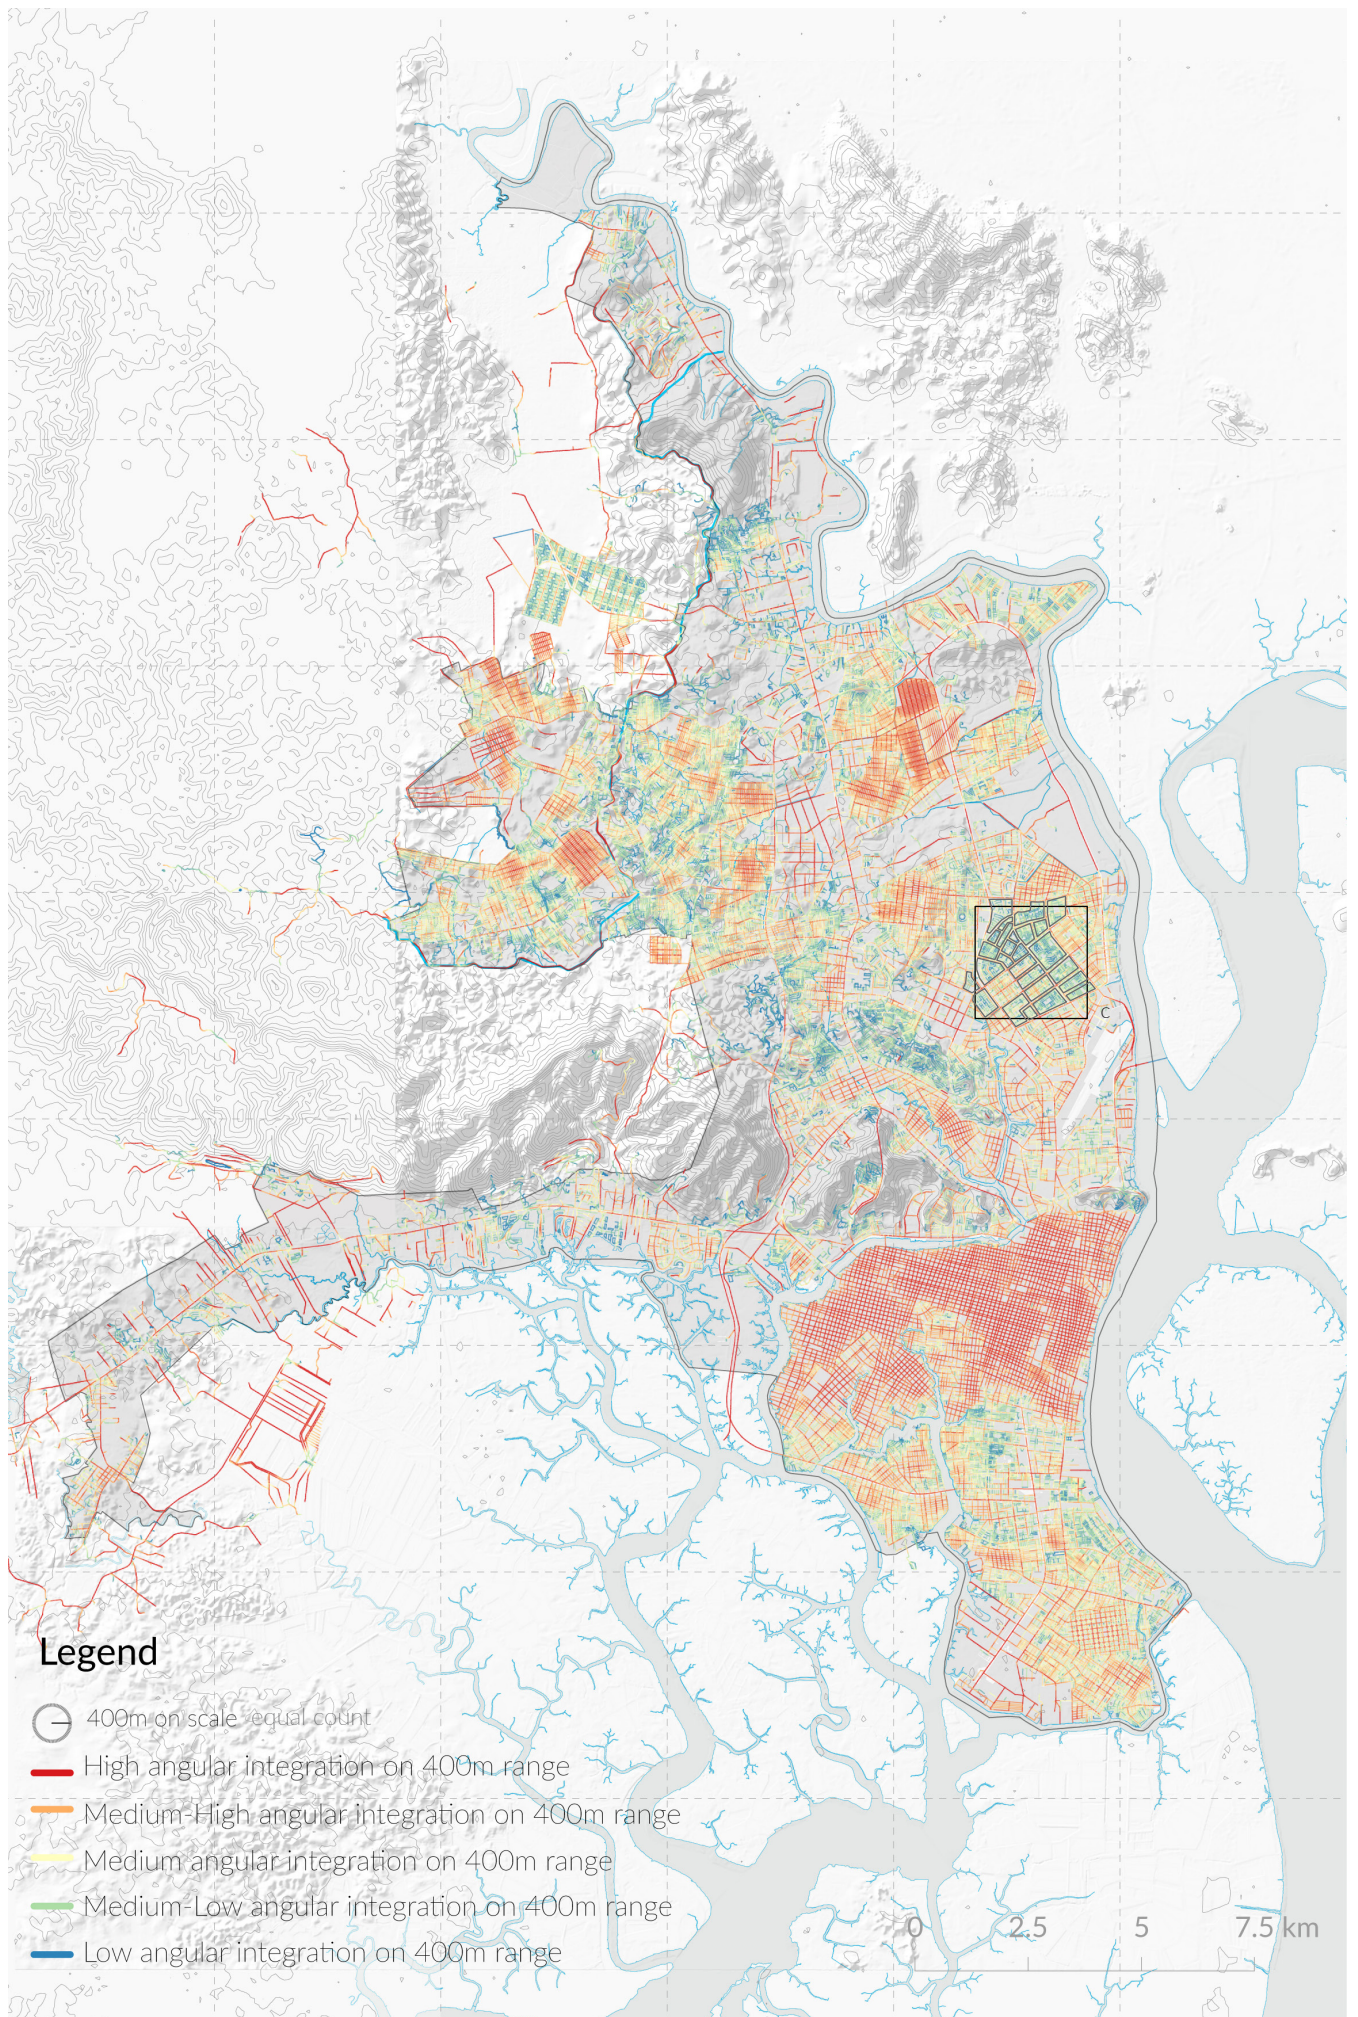 C
Legend
400m on scale equal count
High angular integration on 400m range
Medium-High angular integration on 400m range
Medium angular integration on 400m range
Medium-Low angular integration on 400m range
Low angular integration on 400m range
0 2.5 5 7.5 km